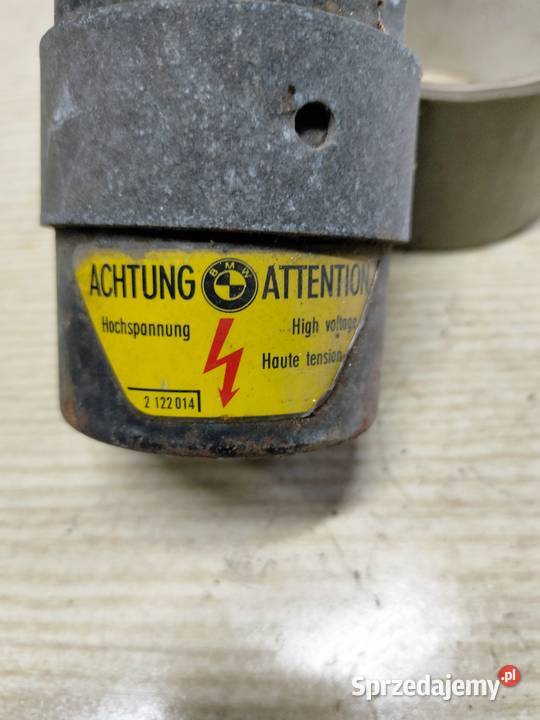 ACHTUNG BMW ATTENTION
Hochspannung
High voltage
Haute tension
2 122 014
Sprzedajemy.pl